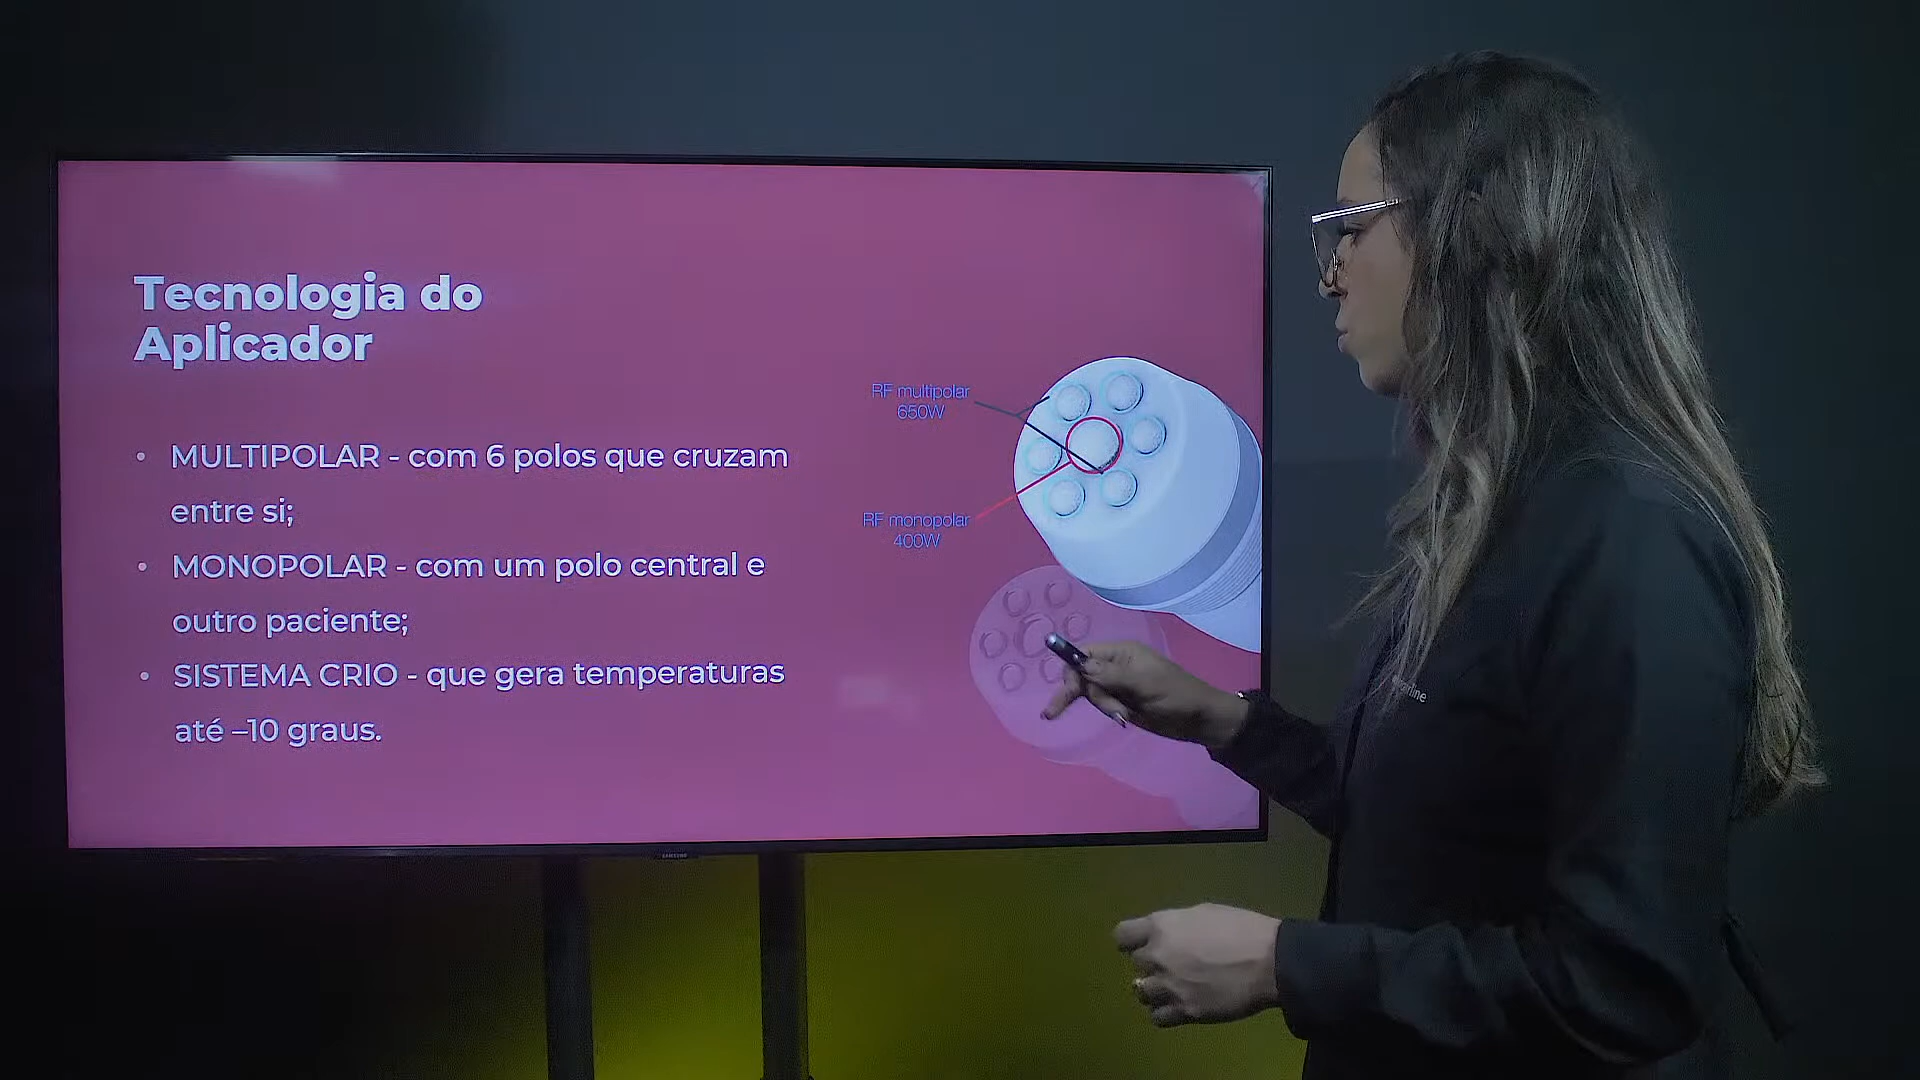 Tecnologia do
Aplicador
• MULTIPOLAR - com 6 polos que cruzam
entre si;
• MONOPOLAR - com um polo central e
outro paciente;
• SISTEMA CRIO - que gera temperaturas
até –10 graus.
RF multipolar
650W
RF monopolar
400W
SAMSUNG